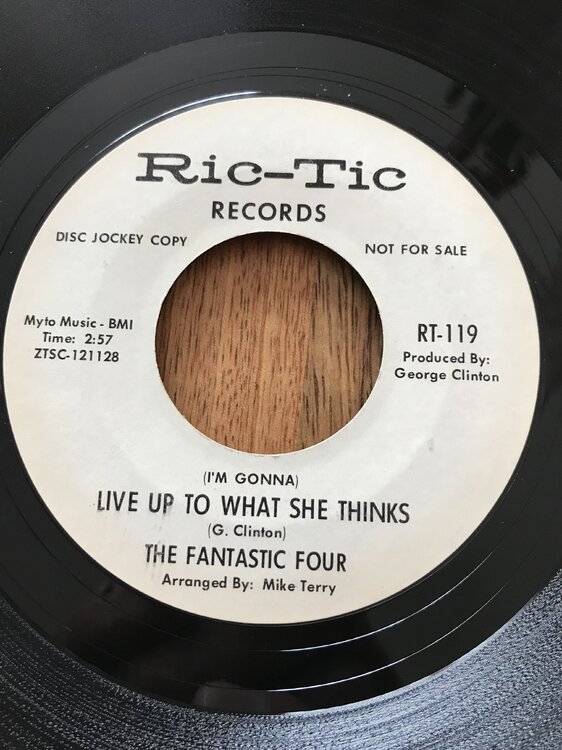 Ric-Tic
RECORDS
DISC JOCKEY COPY
NOT FOR SALE
Myto Music - BMI
Time: 2:57
ZTSC-121128
RT-119
Produced By:
George Clinton
(I'M GONNA)
LIVE UP TO WHAT SHE THINKS
(G. Clinton)
THE FANTASTIC FOUR
Arranged By: Mike Terry